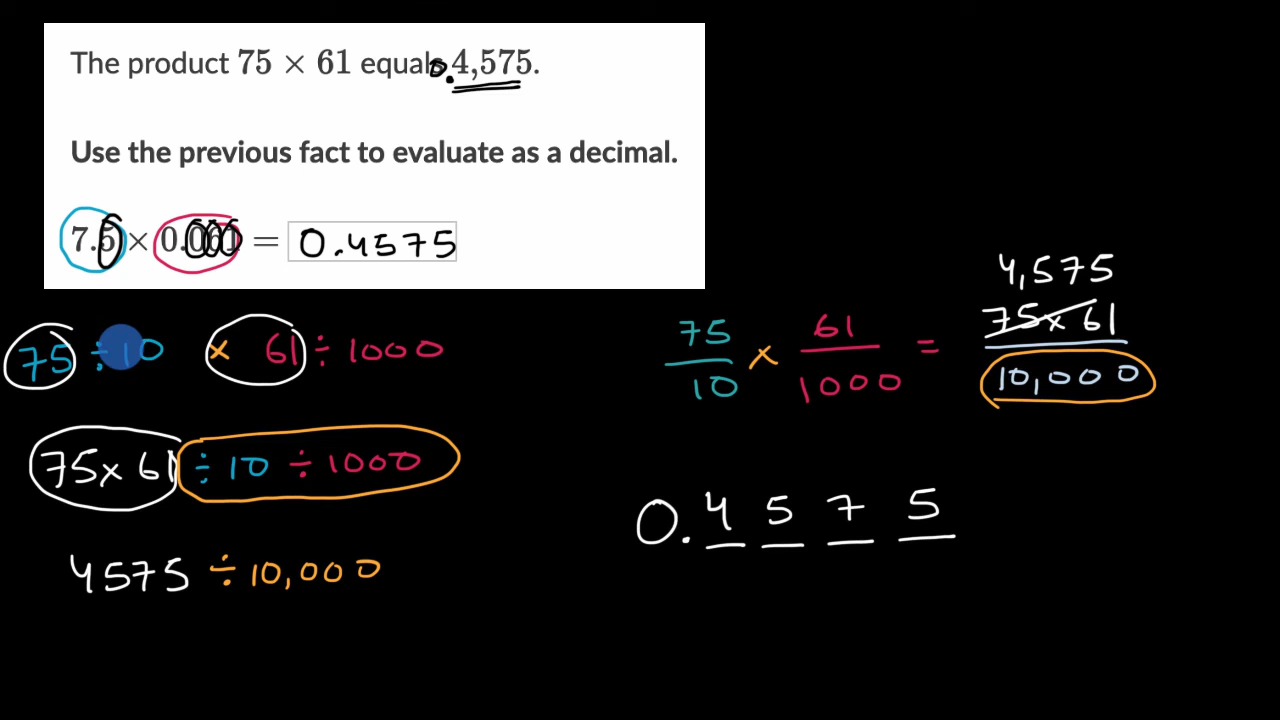 The product 75 × 61 equals 0.4,575.
Use the previous fact to evaluate as a decimal.
7.5 × 0.061 = 0.4575
75 ÷ 10 × 61 ÷ 1000
75 × 61 ÷ 10 ÷ 1000
4575 ÷ 10,000
4,575
75 61 75 x 61
× =
10 1000 10,000
0.4575